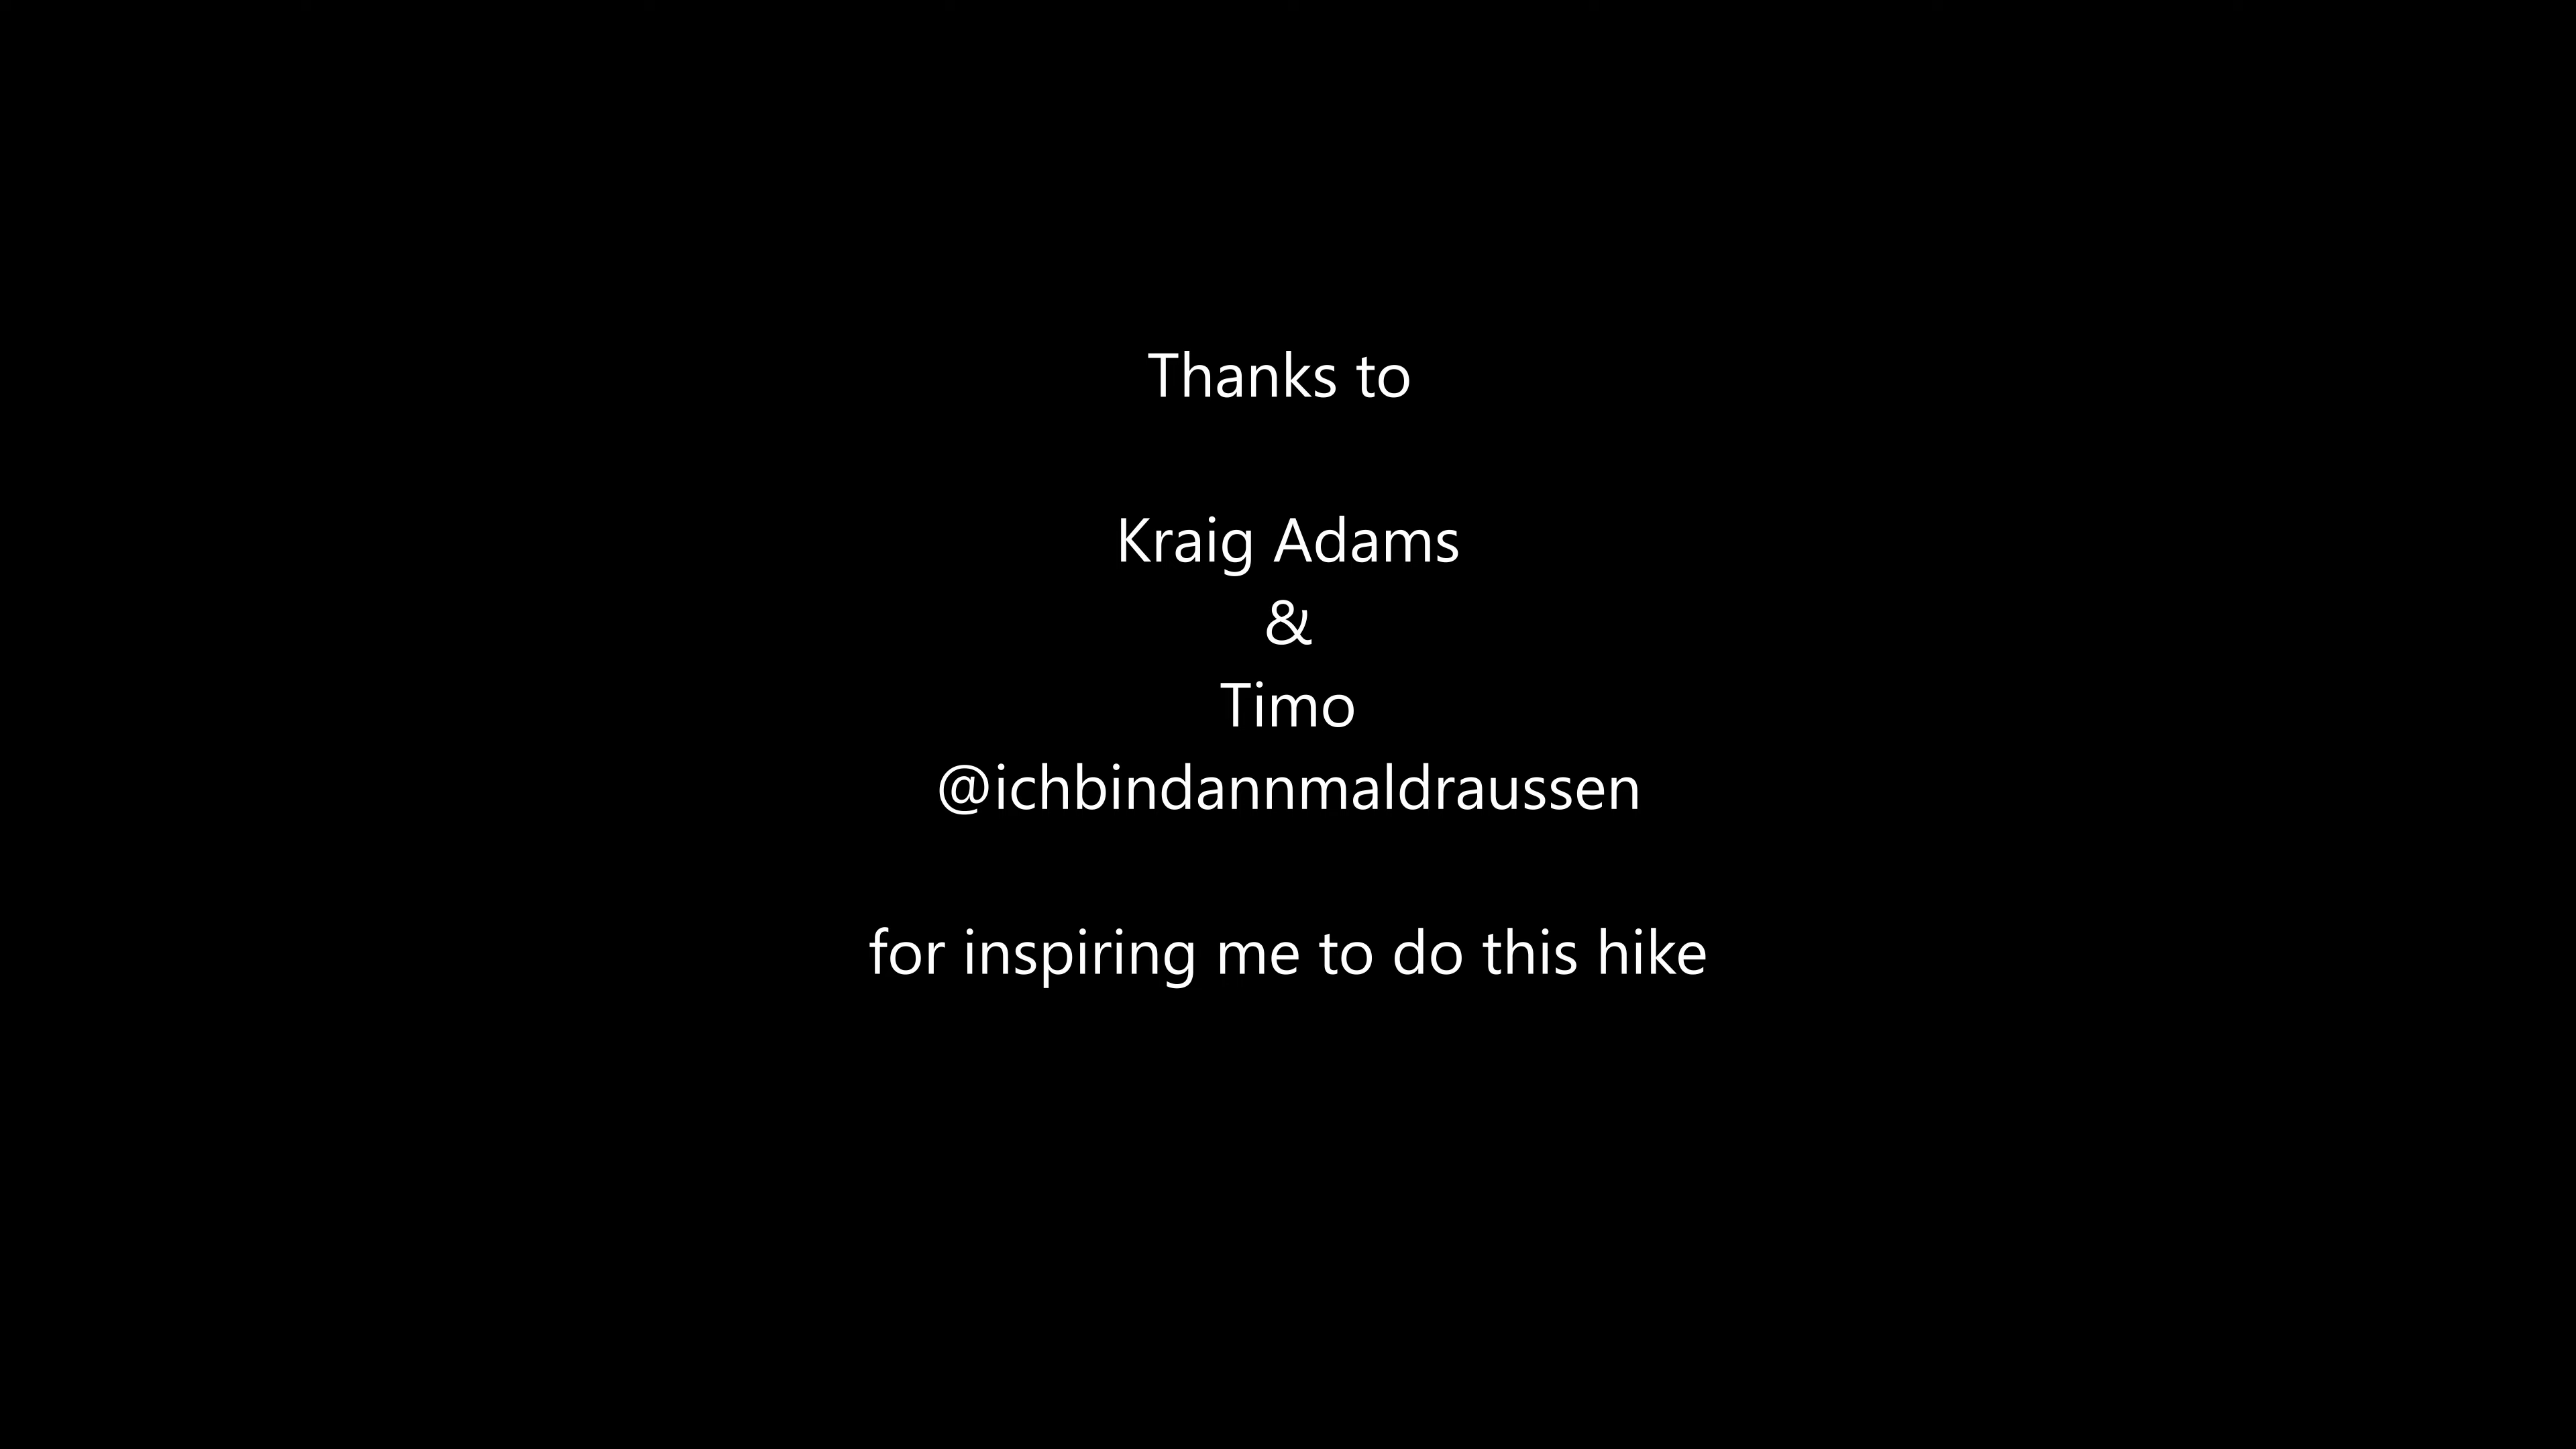 Thanks to
Kraig Adams
&
Timo
@ichbindannmaldraussen
for inspiring me to do this hike